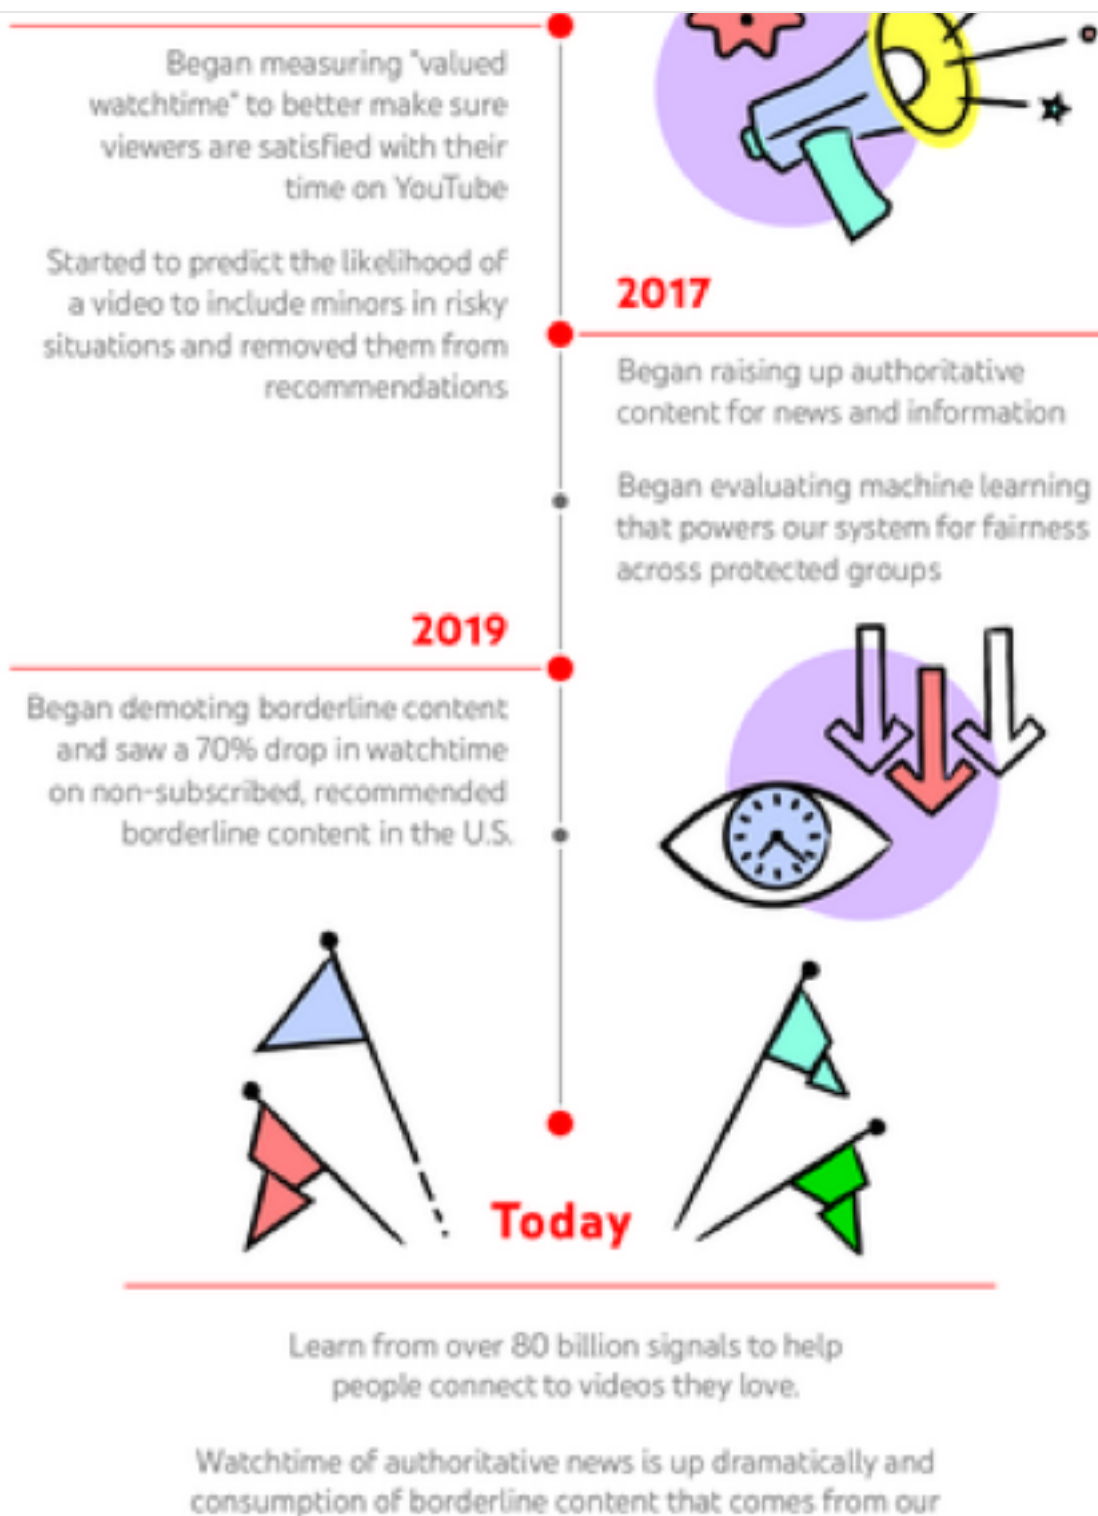 Began measuring "valued
watchtime" to better make sure
viewers are satisfied with their
time on YouTube
Started to predict the likelihood of
a video to include minors in risky
situations and removed them from
recommendations
2017
Began raising up authoritative
content for news and information
Began evaluating machine learning
that powers our system for fairness
across protected groups
2019
Began demoting borderline content
and saw a 70% drop in watchtime
on non-subscribed, recommended
borderline content in the U.S.
Today
Learn from over 80 billion signals to help
people connect to videos they love.
Watchtime of authoritative news is up dramatically and
consumption of borderline content that comes from our